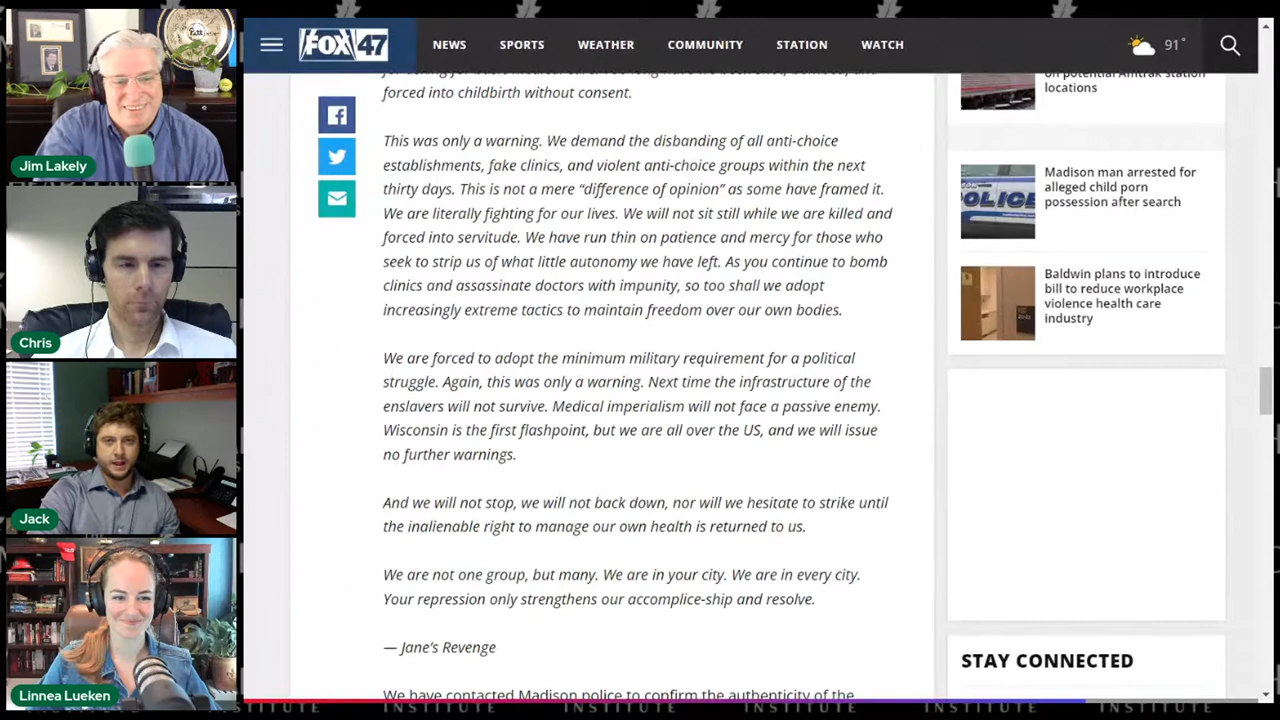 Jim Lakely
Chris
Jack
Linnea Lueken
FOX 47
NEWS
SPORTS
WEATHER
COMMUNITY
STATION
WATCH
91°
forced into childbirth without consent.
This was only a warning. We demand the disbanding of all anti-choice
establishments, fake clinics, and violent anti-choice groups within the next
thirty days. This is not a mere “difference of opinion” as some have framed it.
We are literally fighting for our lives. We will not sit still while we are killed and
forced into servitude. We have run thin on patience and mercy for those who
seek to strip us of what little autonomy we have left. As you continue to bomb
clinics and assassinate doctors with impunity, so too shall we adopt
increasingly extreme tactics to maintain freedom over our own bodies.
We are forced to adopt the minimum military requirement for a political
struggle. Again, this was only a warning. Next time the infrastructure of the
enslavers will not survive. Medical imperialism will not face a passive enemy.
Wisconsin is the first flashpoint, but we are all over the US, and we will issue
no further warnings.
And we will not stop, we will not back down, nor will we hesitate to strike until
the inalienable right to manage our own health is returned to us.
We are not one group, but many. We are in your city. We are in every city.
Your repression only strengthens our accomplice-ship and resolve.
— Jane’s Revenge
We have contacted Madison police to confirm the authenticity of the
on potential Amtrak station
locations
Madison man arrested for
alleged child porn
possession after search
Baldwin plans to introduce
bill to reduce workplace
violence health care
industry
STAY CONNECTED
INSTITUTE
INSTITUTE
INSTITUTE
INSTITUTE
INSTITUTE